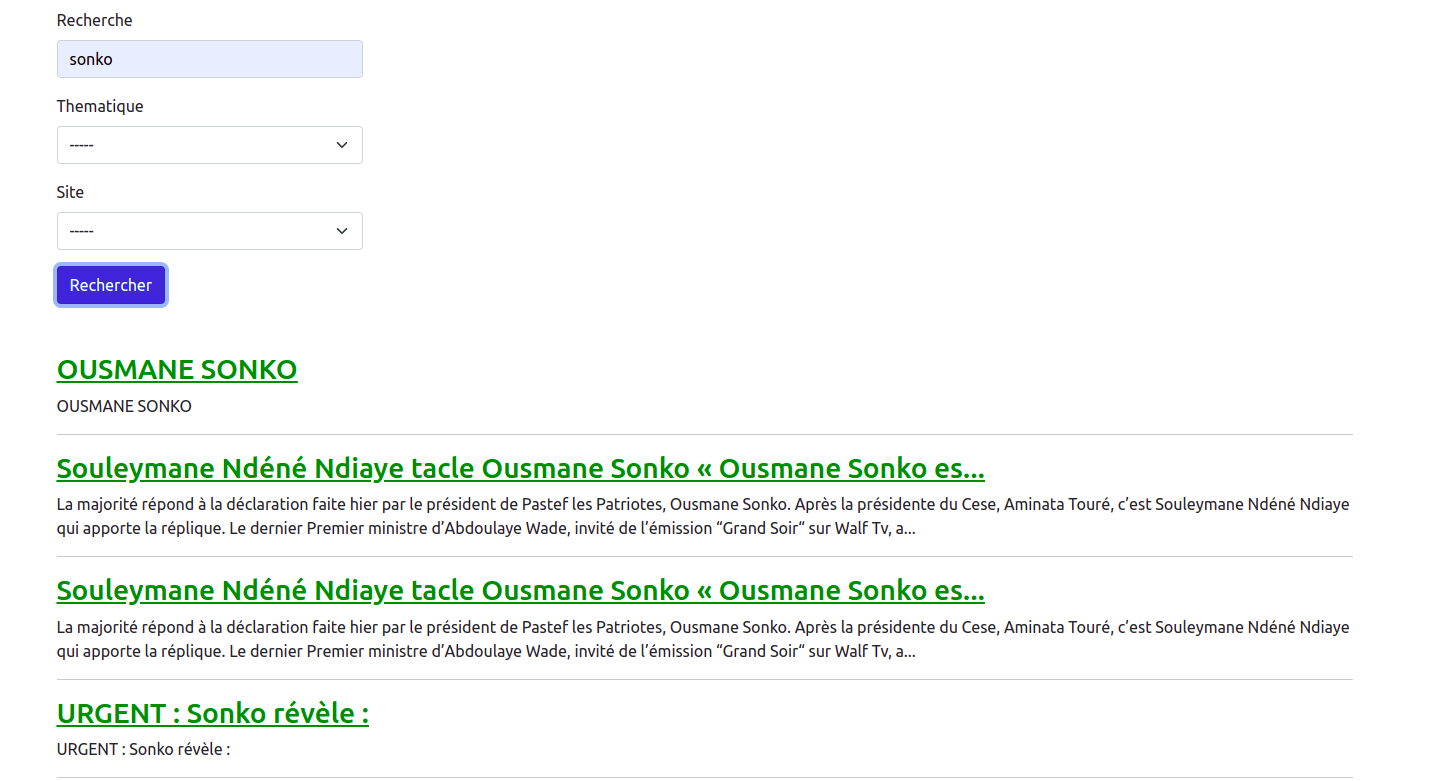 Recherche
sonko
Thematique
-----
Site
-----
Rechercher
OUSMANE SONKO
OUSMANE SONKO
Souleymane Ndéné Ndiaye tacle Ousmane Sonko « Ousmane Sonko es...
La majorité répond à la déclaration faite hier par le président de Pastef les Patriotes, Ousmane Sonko. Après la présidente du Cese, Aminata Touré, c’est Souleymane Ndéné Ndiaye
qui apporte la réplique. Le dernier Premier ministre d’Abdoulaye Wade, invité de l’émission “Grand Soir“ sur Walf Tv, a...
Souleymane Ndéné Ndiaye tacle Ousmane Sonko « Ousmane Sonko es...
La majorité répond à la déclaration faite hier par le président de Pastef les Patriotes, Ousmane Sonko. Après la présidente du Cese, Aminata Touré, c’est Souleymane Ndéné Ndiaye
qui apporte la réplique. Le dernier Premier ministre d’Abdoulaye Wade, invité de l’émission “Grand Soir“ sur Walf Tv, a...
URGENT : Sonko révèle :
URGENT : Sonko révèle :